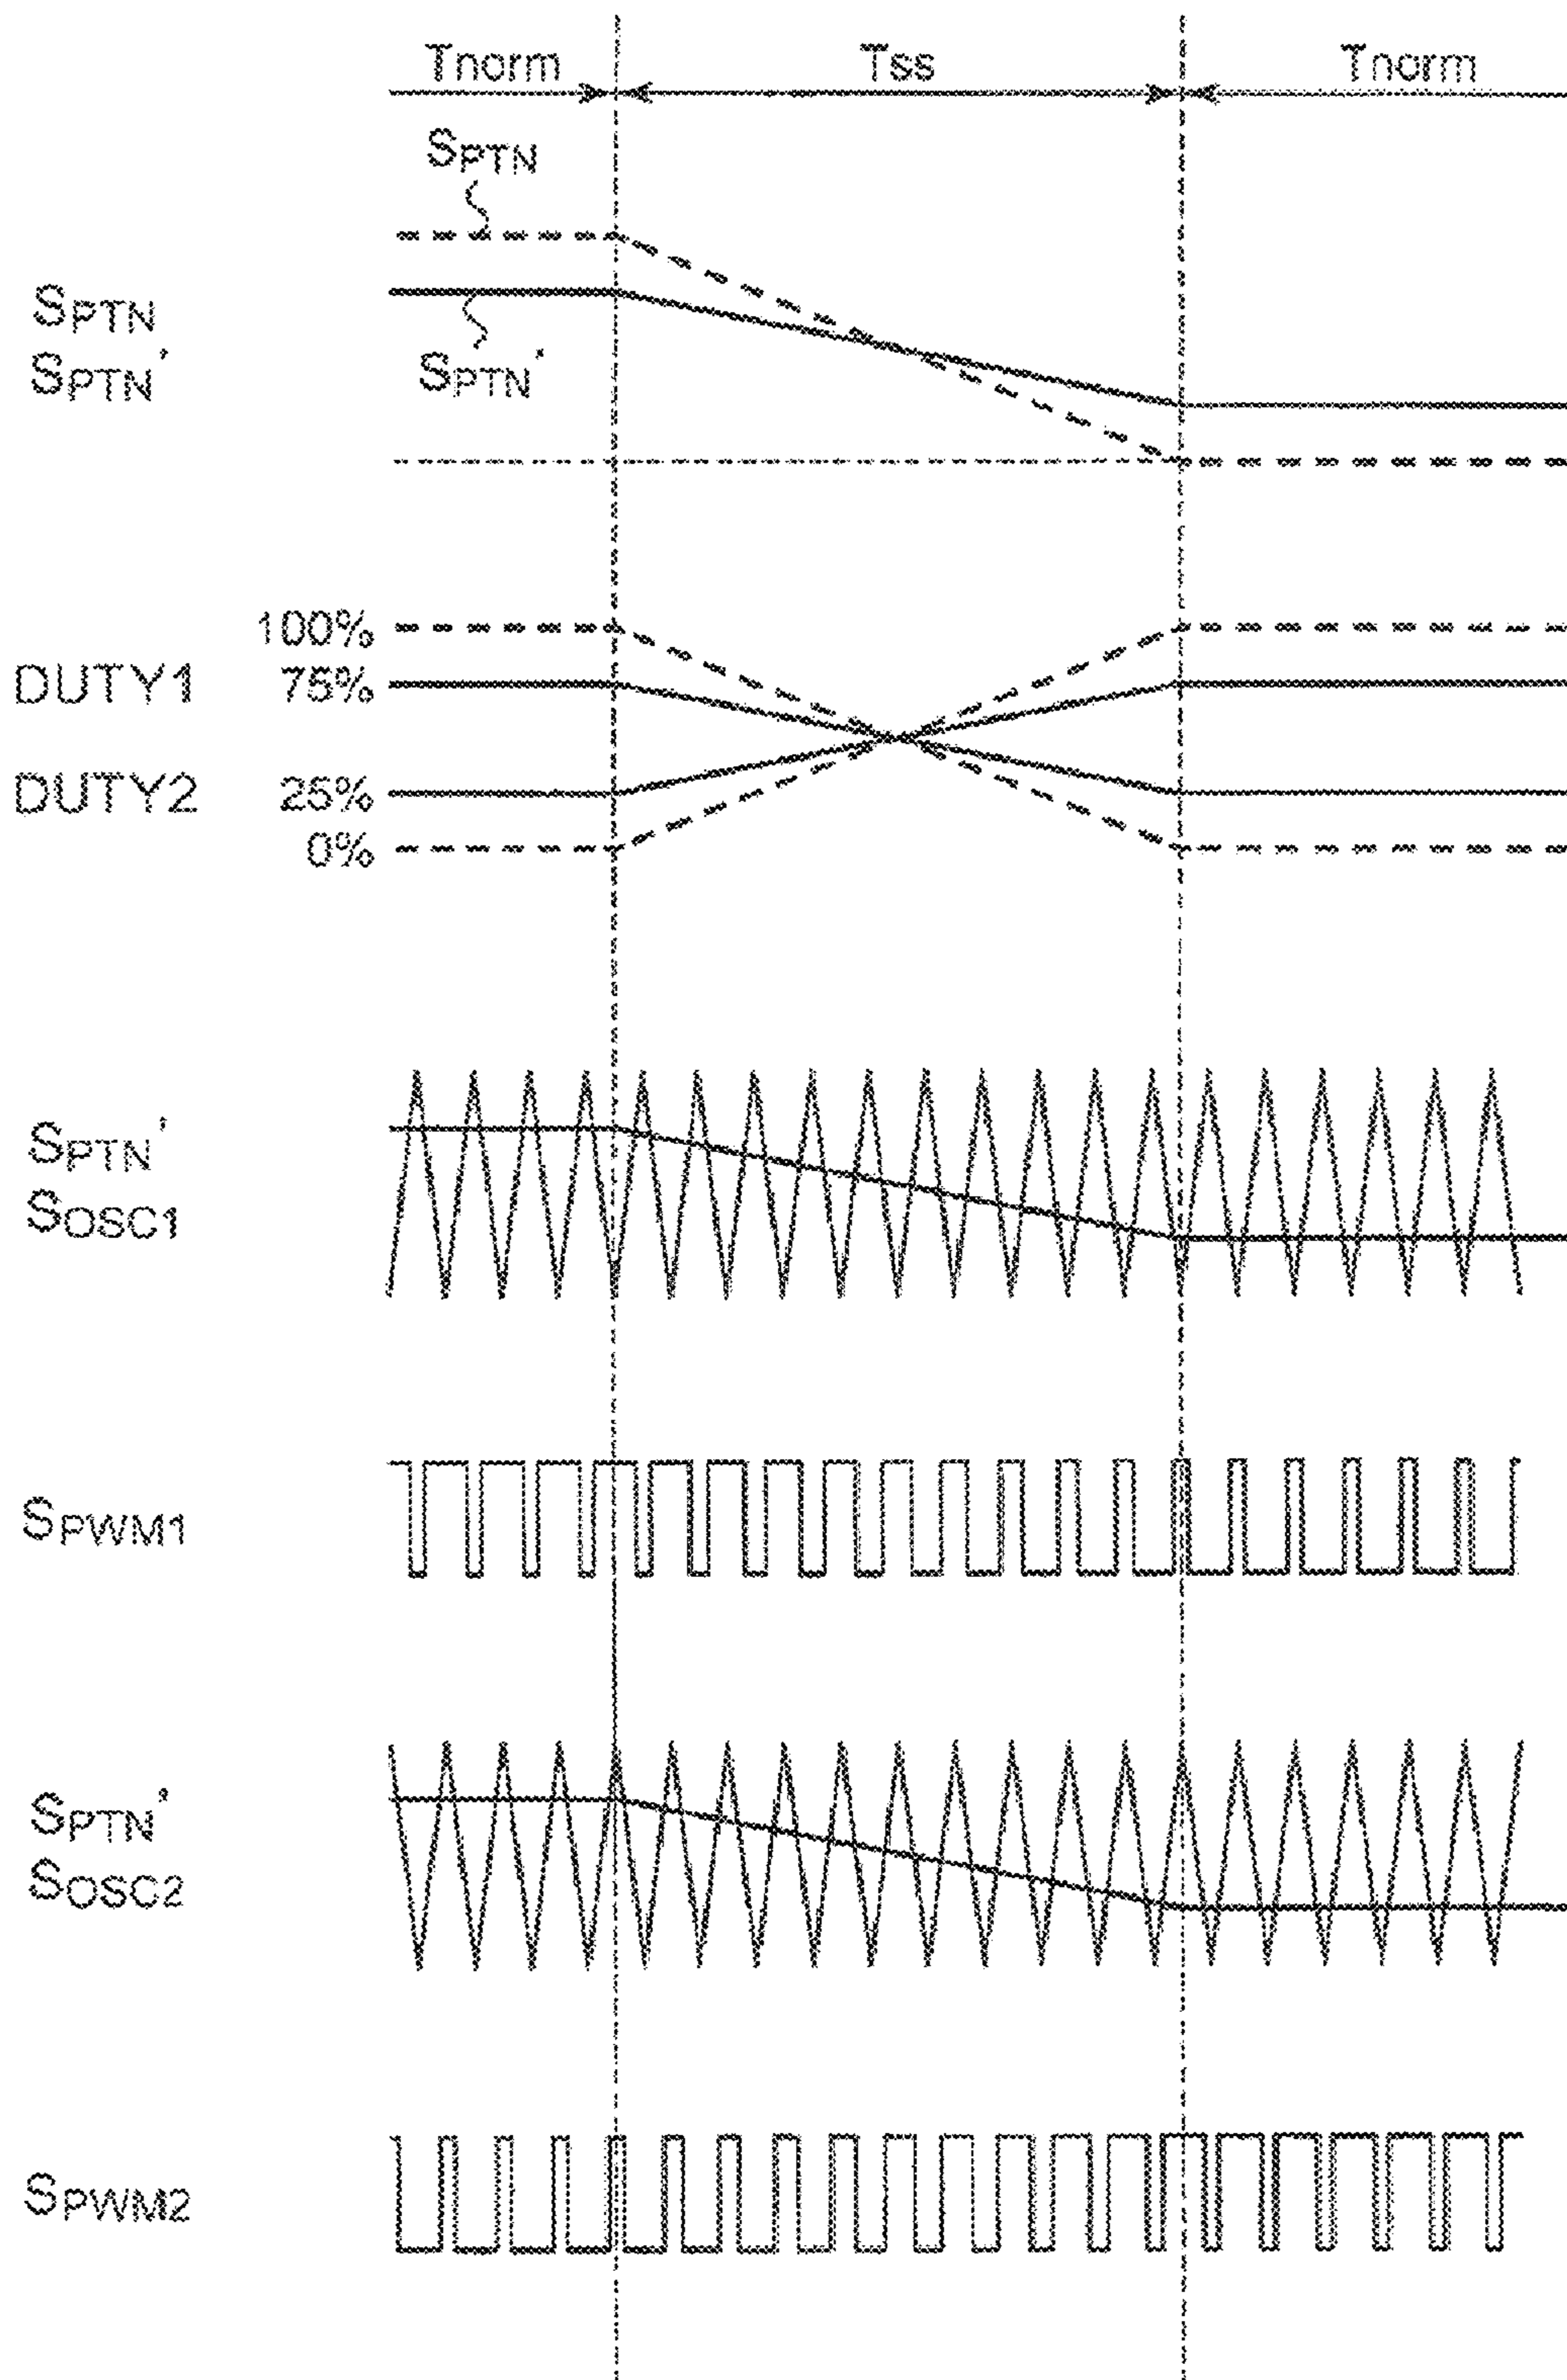 Tnorm Tss Tnorm
SPTN
SPTN
SPTN'
SPTN'
100%
DUTY1 75%
DUTY2 25%
0%
SPTN'
SOSC1
SPWM1
SPTN'
SOSC2
SPWM2